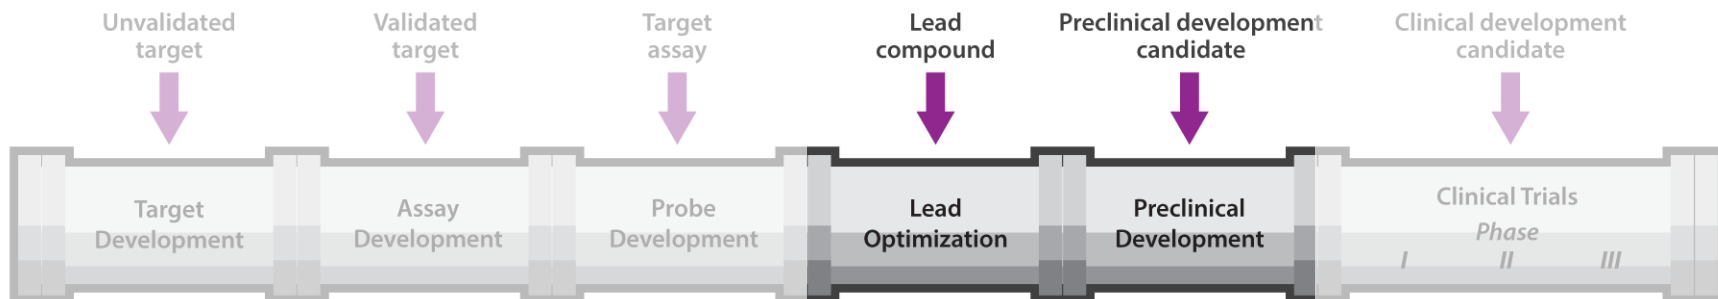 Unvalidated
target
Validated
target
Target
assay
Lead
compound
Preclinical development
candidate
Clinical development
candidate
Target
Development
Assay
Development
Probe
Development
Lead
Optimization
Preclinical
Development
Clinical Trials
Phase
I II III